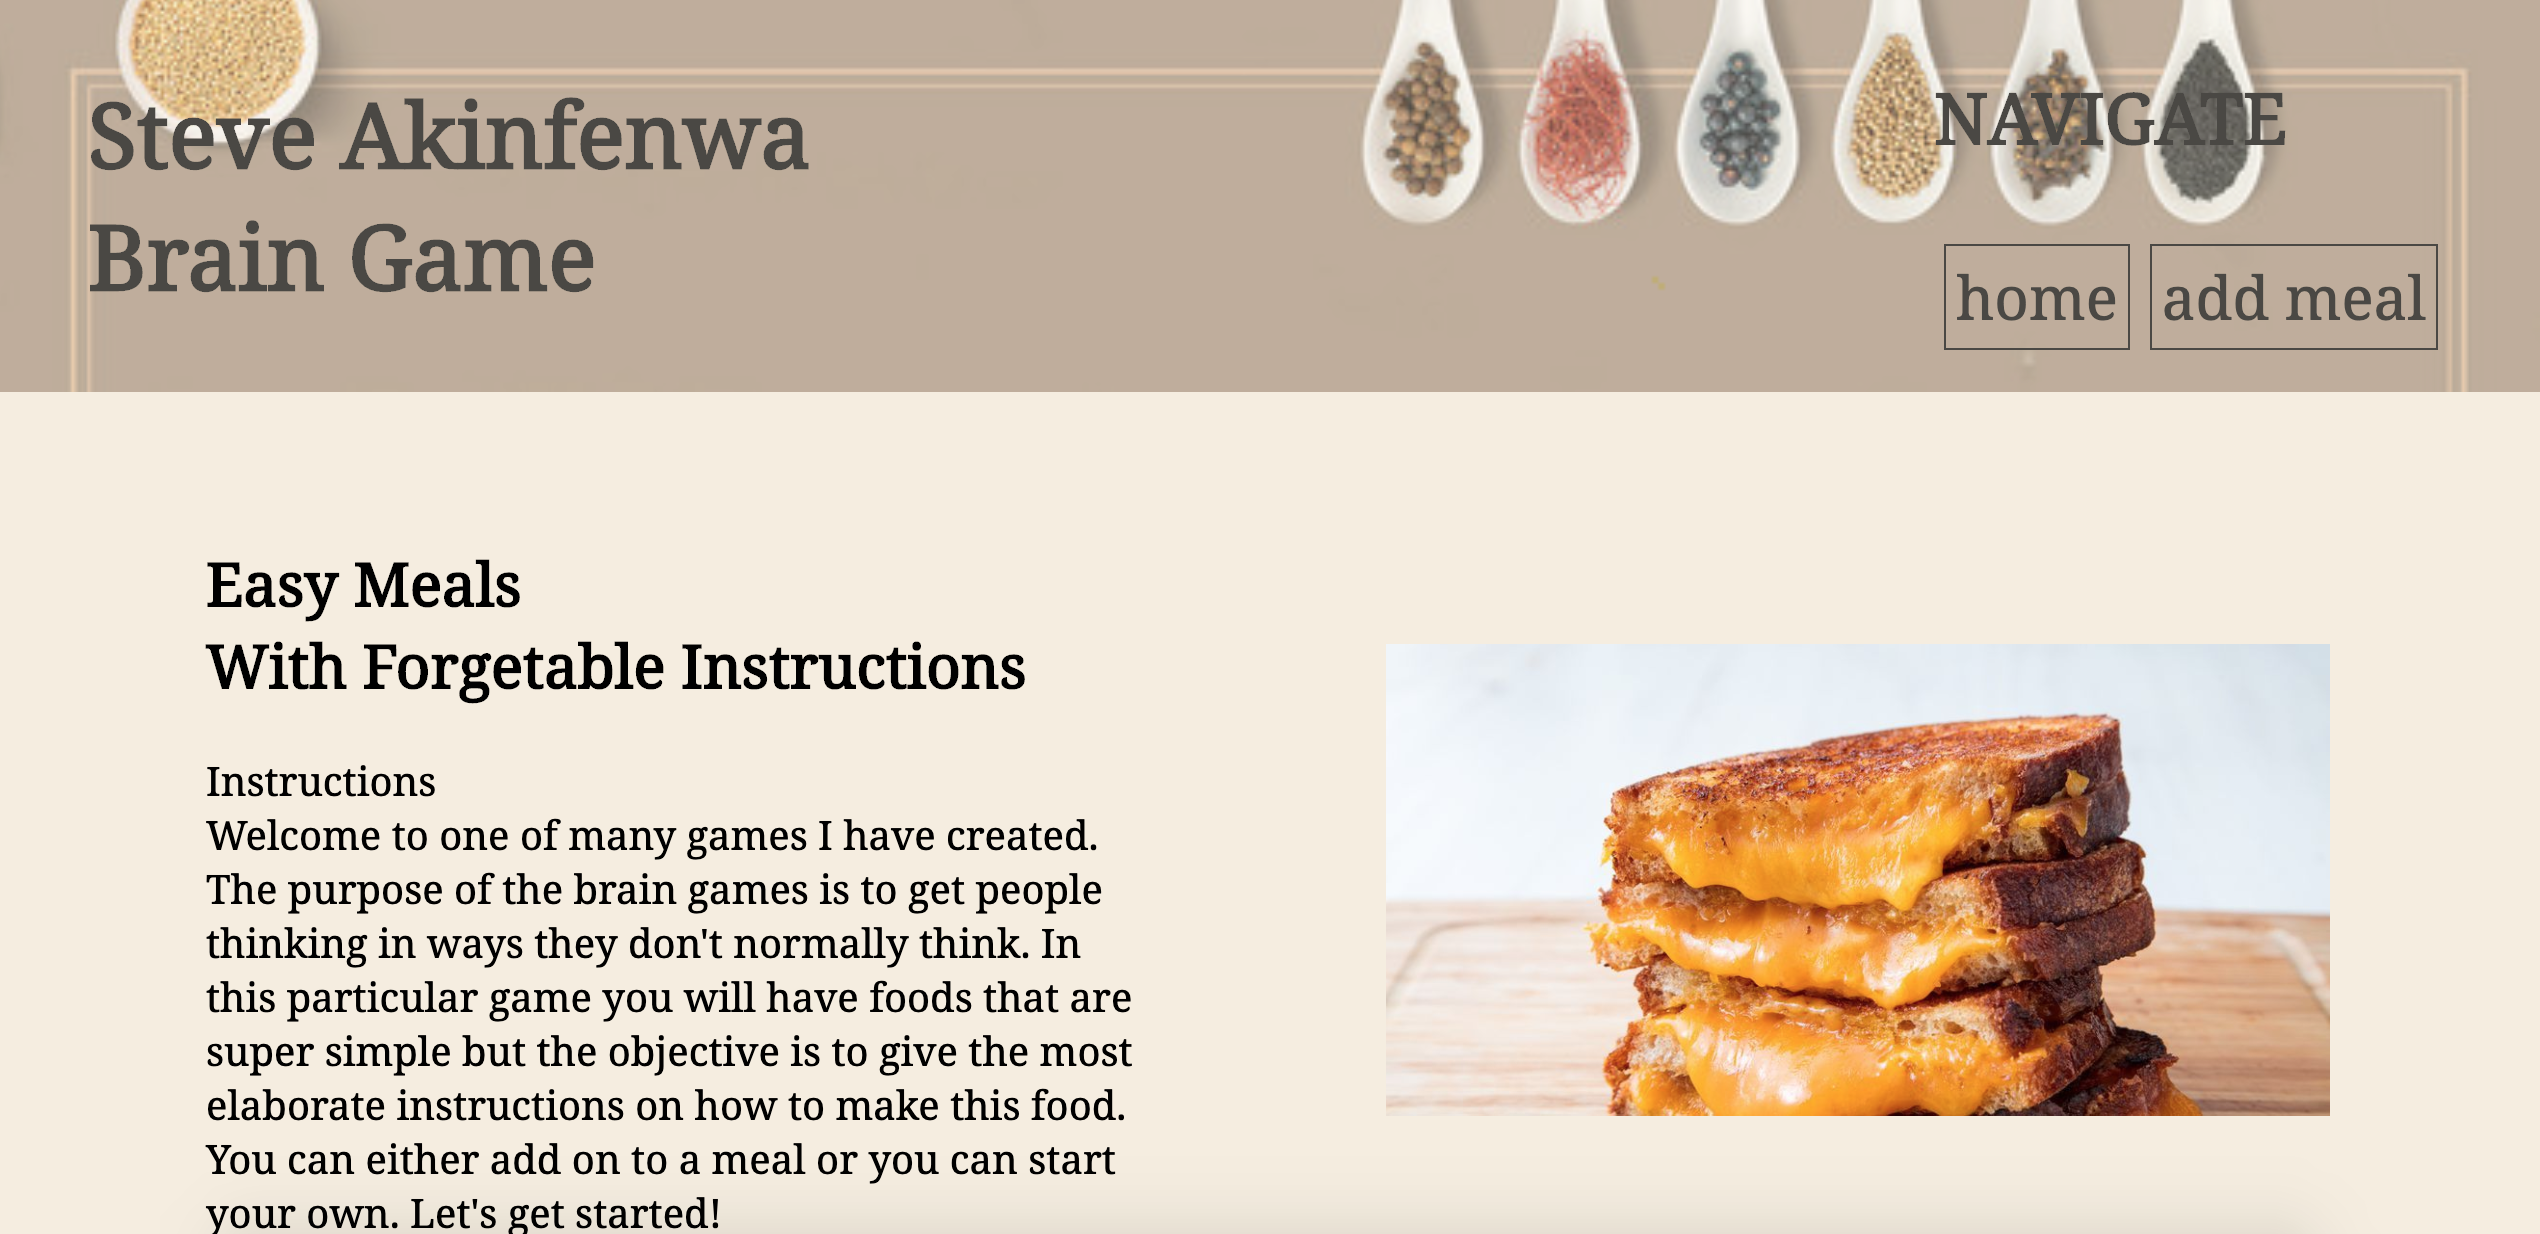 Steve Akinfenwa
Brain Game
NAVIGATE
home
add meal
Easy Meals
With Forgetable Instructions
Instructions
Welcome to one of many games I have created.
The purpose of the brain games is to get people
thinking in ways they don't normally think. In
this particular game you will have foods that are
super simple but the objective is to give the most
elaborate instructions on how to make this food.
You can either add on to a meal or you can start
your own. Let's get started!